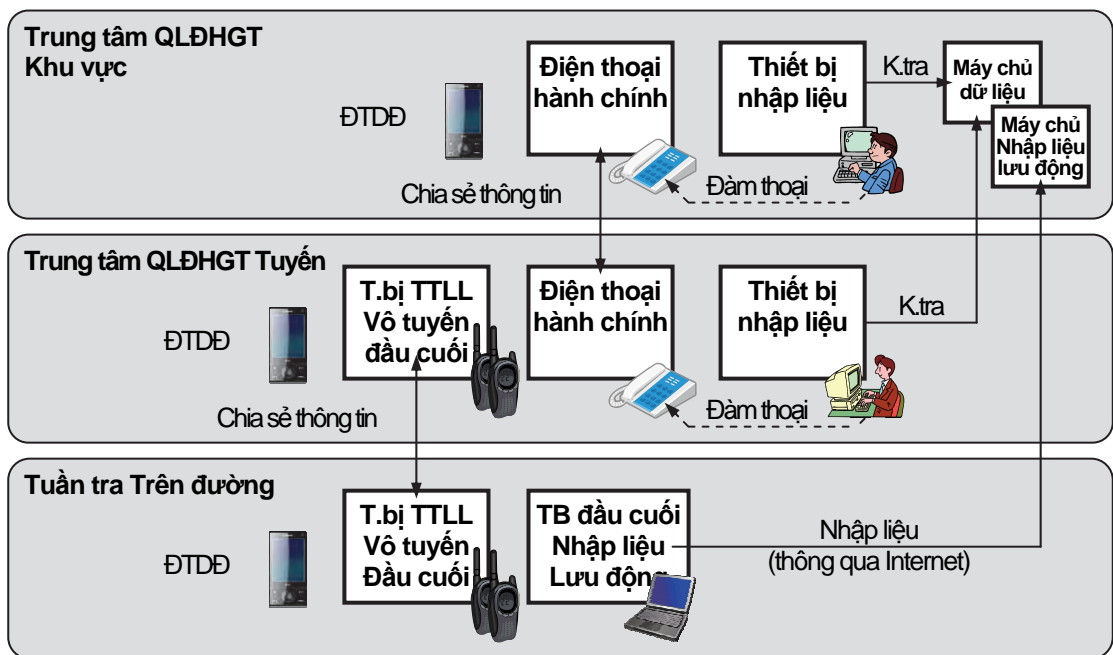 Trung tâm QLĐHGT
Khu vực
ĐTDĐ
Điện thoại
hành chính
Thiết bị
nhập liệu
K.tra
Máy chủ
dữ liệu
Máy chủ
Nhập liệu
lưu động
Chia sẻ thông tin
Đàm thoại
Trung tâm QLĐHGT Tuyến
ĐTDĐ
T.bị TTLL
Vô tuyến
đầu cuối
Điện thoại
hành chính
Thiết bị
nhập liệu
K.tra
Chia sẻ thông tin
Đàm thoại
Tuần tra Trên đường
ĐTDĐ
T.bị TTLL
Vô tuyến
Đầu cuối
TB đầu cuối
Nhập liệu
Lưu động
Nhập liệu
(thông qua Internet)